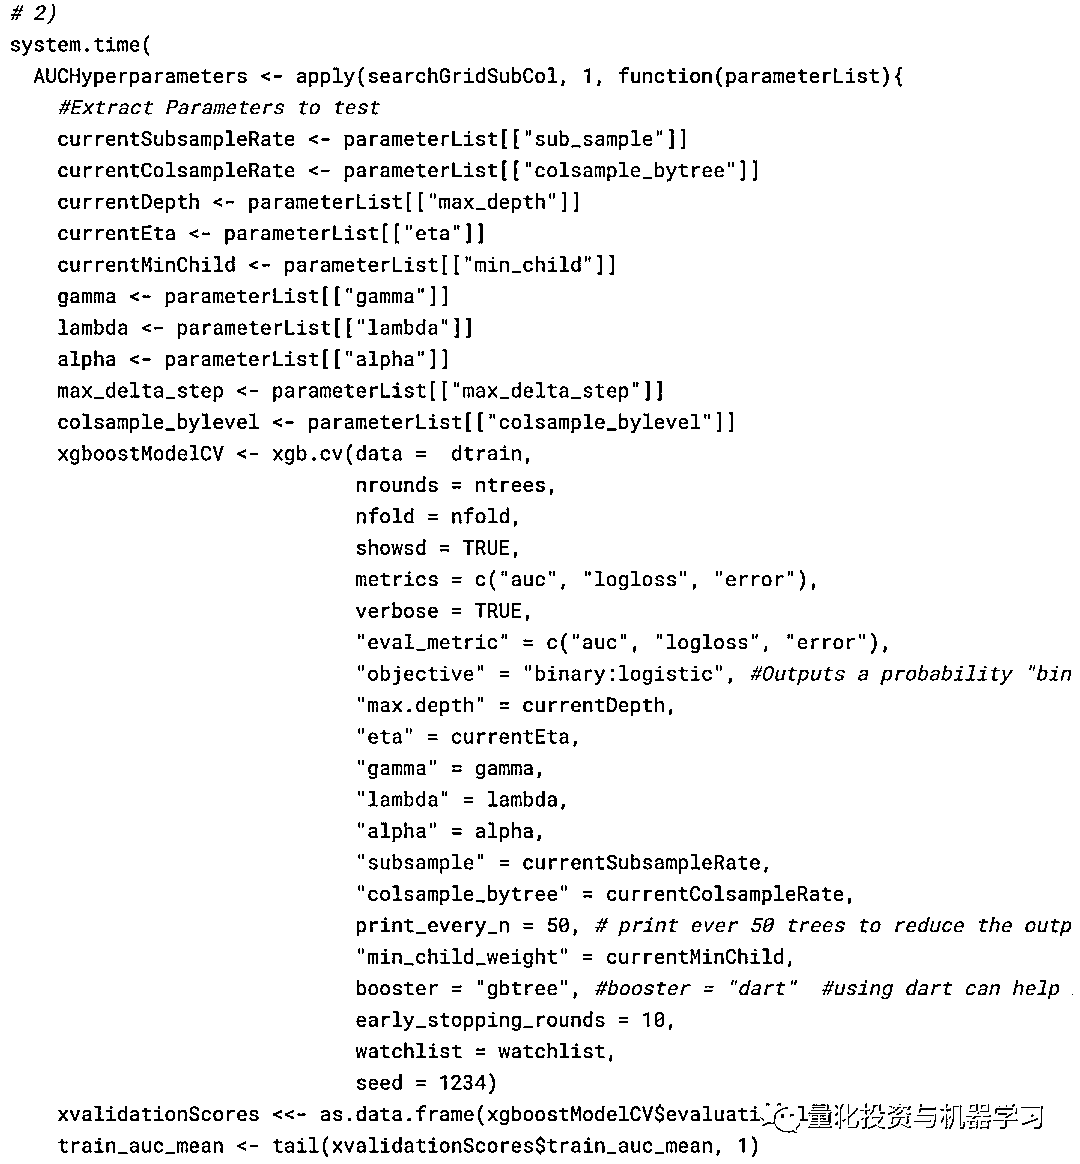 # 2)
system.time(
  AUCHyperparameters <- apply(searchGridSubCol, 1, function(parameterList){
    #Extract Parameters to test
    currentSubsampleRate <- parameterList[["sub_sample"]]
    currentColsampleRate <- parameterList[["colsample_bytree"]]
    currentDepth <- parameterList[["max_depth"]]
    currentEta <- parameterList[["eta"]]
    currentMinChild <- parameterList[["min_child"]]
    gamma <- parameterList[["gamma"]]
    lambda <- parameterList[["lambda"]]
    alpha <- parameterList[["alpha"]]
    max_delta_step <- parameterList[["max_delta_step"]]
    colsample_bylevel <- parameterList[["colsample_bylevel"]]
    xgboostModelCV <- xgb.cv(data =  dtrain,
                             nrounds = ntrees,
                             nfold = nfold,
                             showsd = TRUE,
                             metrics = c("auc", "logloss", "error"),
                             verbose = TRUE,
                             "eval_metric" = c("auc", "logloss", "error"),
                             "objective" = "binary:logistic", #Outputs a probability "bin
                             "max.depth" = currentDepth,
                             "eta" = currentEta,
                             "gamma" = gamma,
                             "lambda" = lambda,
                             "alpha" = alpha,
                             "subsample" = currentSubsampleRate,
                             "colsample_bytree" = currentColsampleRate,
                             print_every_n = 50, # print ever 50 trees to reduce the outp
                             "min_child_weight" = currentMinChild,
                             booster = "gbtree", #booster = "dart"  #using dart can help
                             early_stopping_rounds = 10,
                             watchlist = watchlist,
                             seed = 1234)
    xvalidationScores <<- as.data.frame(xgboostModelCV$evaluati 量化投资与机器学习
    train_auc_mean <- tail(xvalidationScores$train_auc_mean, 1)